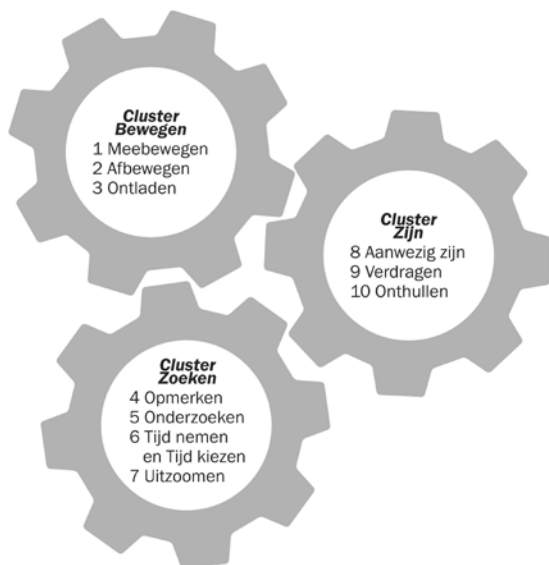 Cluster
Bewegen
1 Meebewegen
2 Afbewegen
3 Ontladen
Cluster
Zijn
8 Aanwezig zijn
9 Verdragen
10 Onthullen
Cluster
Zoeken
4 Opmerken
5 Onderzoeken
6 Tijd nemen
en Tijd kiezen
7 Uitzoomen